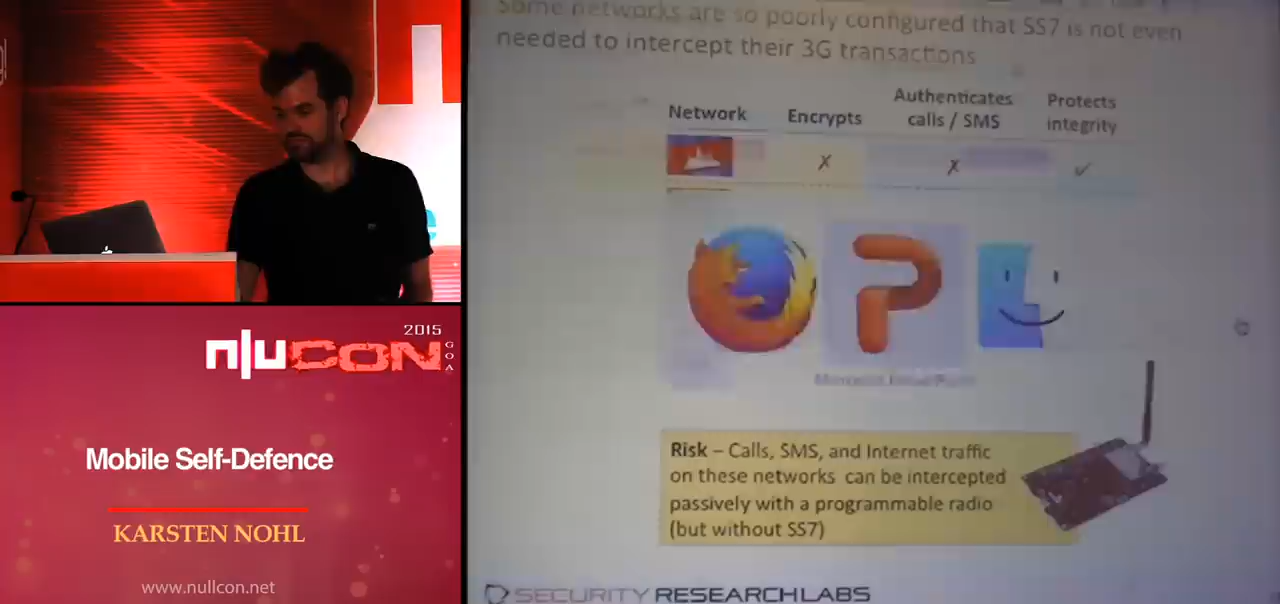 Some networks are so poorly configured that SS7 is not even
needed to intercept their 3G transactions
Network
Encrypts
Authenticates
calls / SMS
Protects
integrity
✗
✗
✓
Risk – Calls, SMS, and Internet traffic
on these networks can be intercepted
passively with a programmable radio
(but without SS7)
SECURITY RESEARCHLABS
n|uCON
2015
GOA
Mobile Self-Defence
KARSTEN NOHL
www.nullcon.net